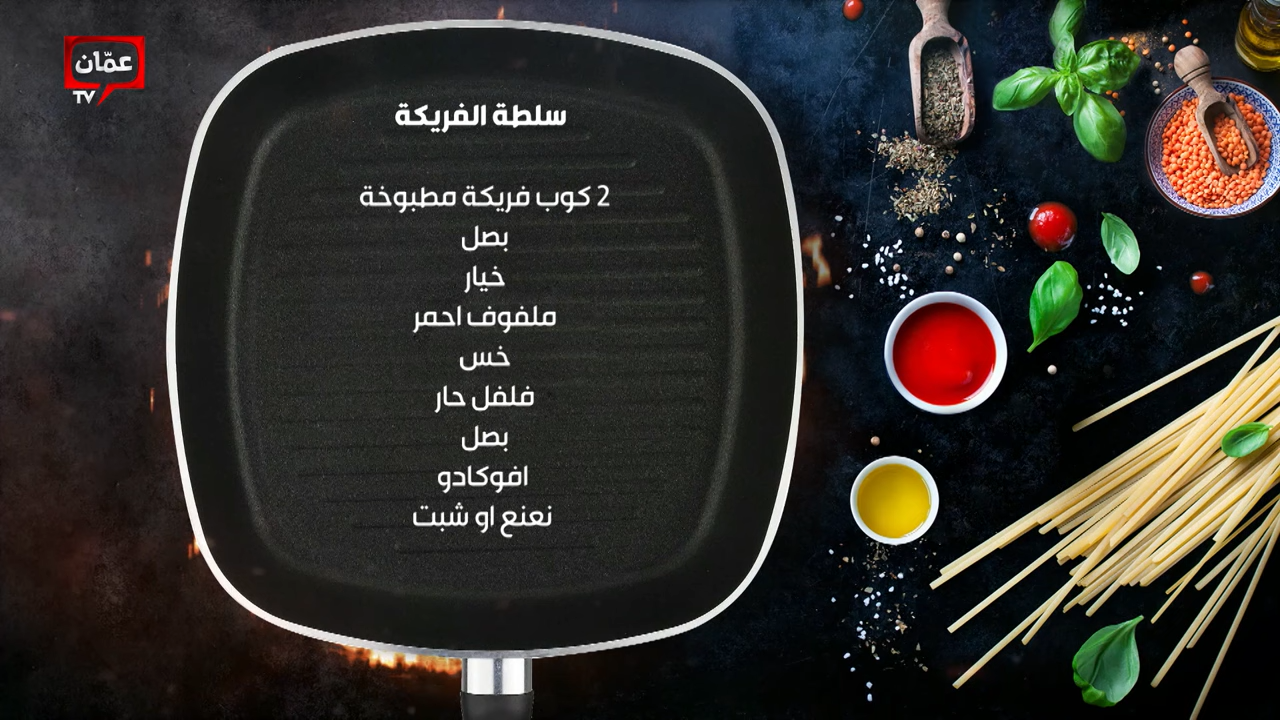 عمّان
TV
سلطة الفريكة
2 كوب فريكة مطبوخة
بصل
خيار
ملفوف احمر
خس
فلفل حار
بصل
افوكادو
نعنع او شبت